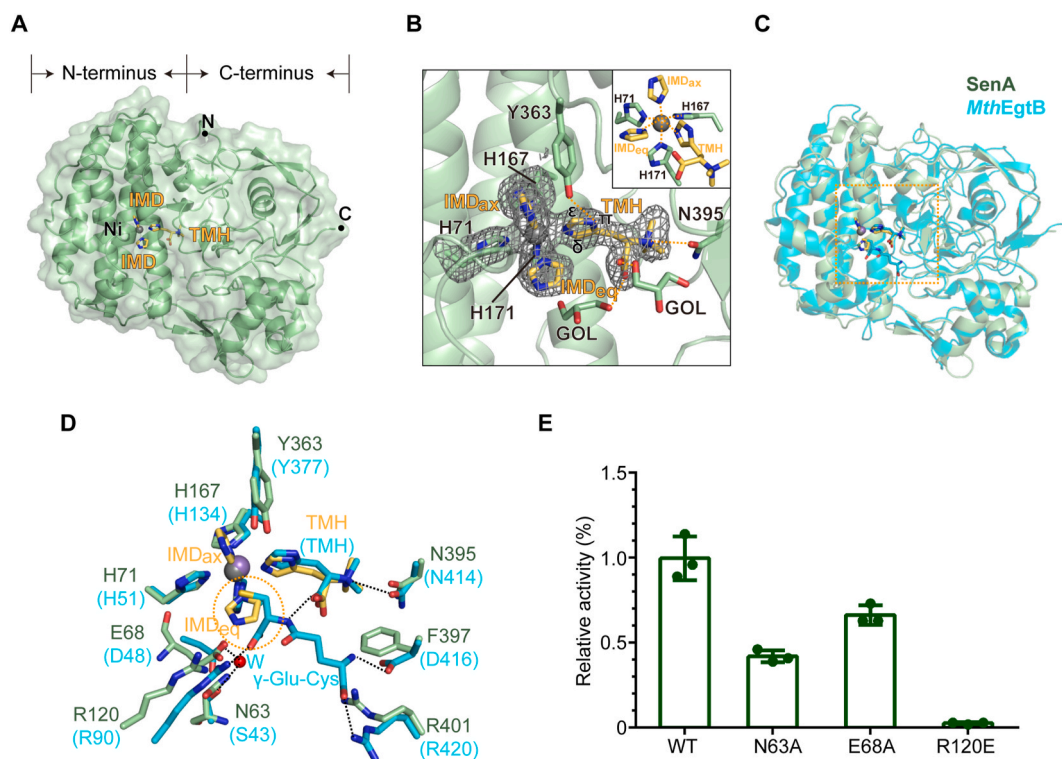 A
N-terminus
C-terminus
N
C
IMD
Ni
TMH
IMD
B
Y363
H167
IMDax
TMH
ε
π
δ
H71
N395
H171
IMDeq
GOL
GOL
IMDax
H71
H167
IMDeq
TMH
H171
C
SenA
MthEgtB
D
Y363
(Y377)
H167
(H134)
TMH
(TMH)
IMDax
N395
(N414)
H71
(H51)
IMDeq
E68
(D48)
F397
(D416)
W
γ-Glu-Cys
R120
(R90)
N63
(S43)
R401
(R420)
E
Relative activity (%)
1.5
1.0
0.5
0
WT
N63A
E68A
R120E